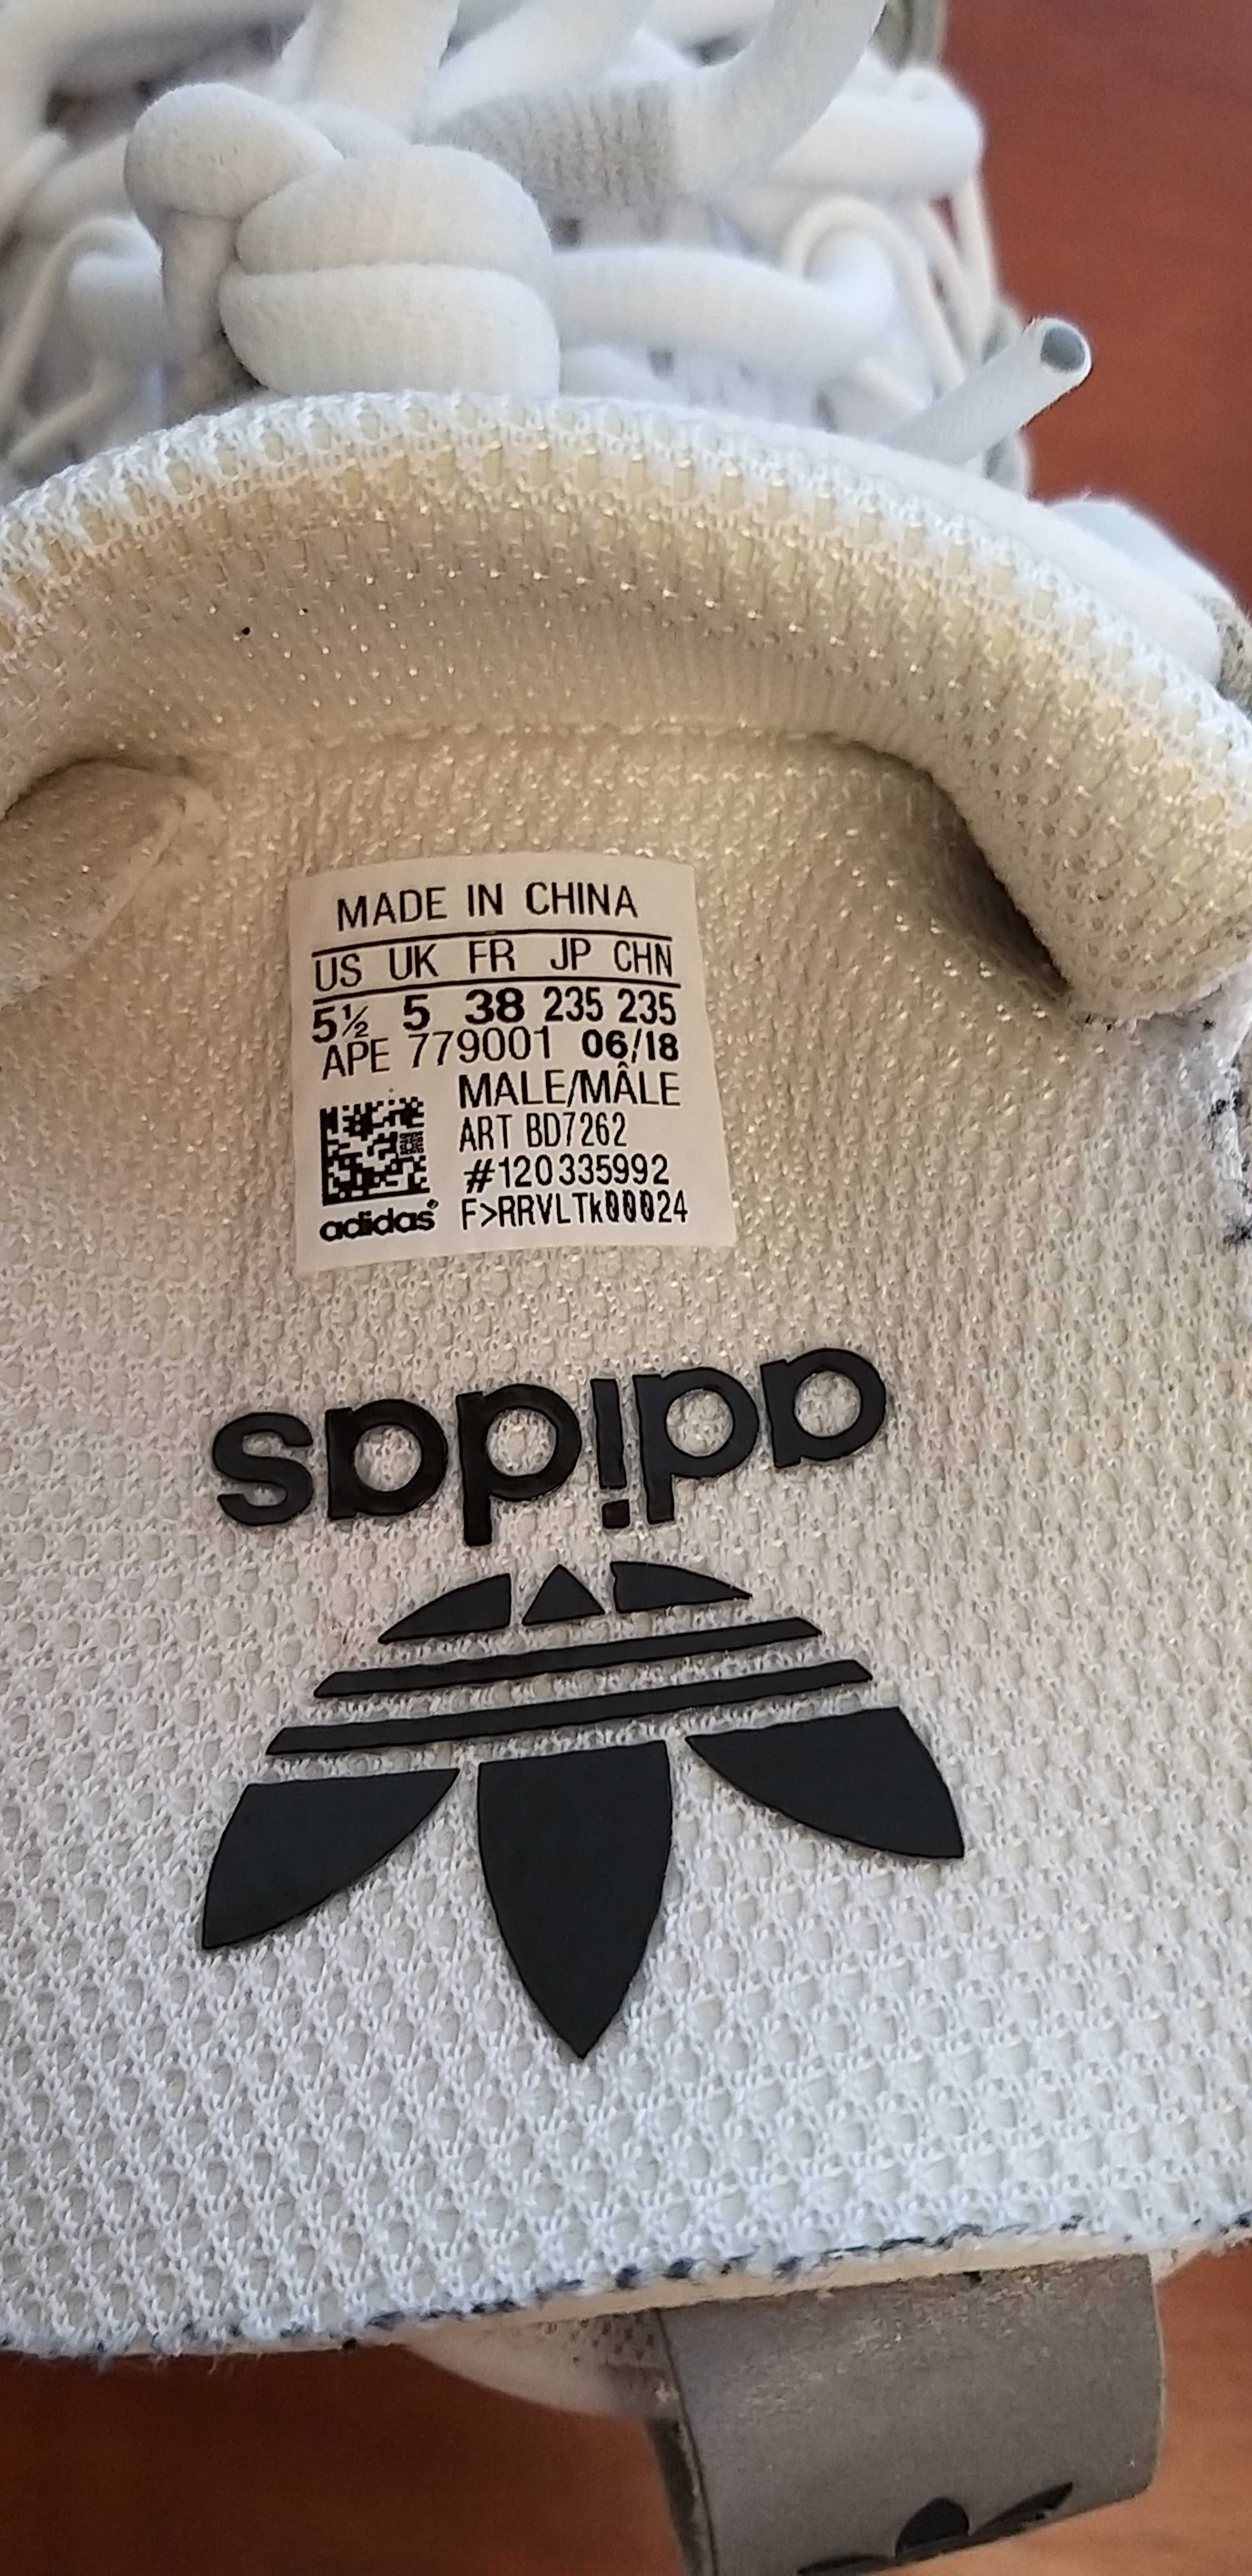 MADE IN CHINA
US UK FR JP CHN
5½ 5 38 235 235
APE 779001 06/18
MALE/MÂLE
ART BD7262
#120335992
adidas® F>RRVLTk00024
adidas